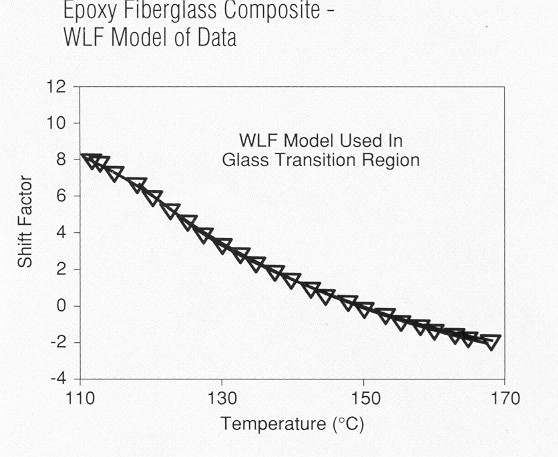 Epoxy Fiberglass Composite -
WLF Model of Data
12
10
8
6
4
2
0
-2
-4
Shift Factor
WLF Model Used In
Glass Transition Region
110
130
150
170
Temperature (°C)